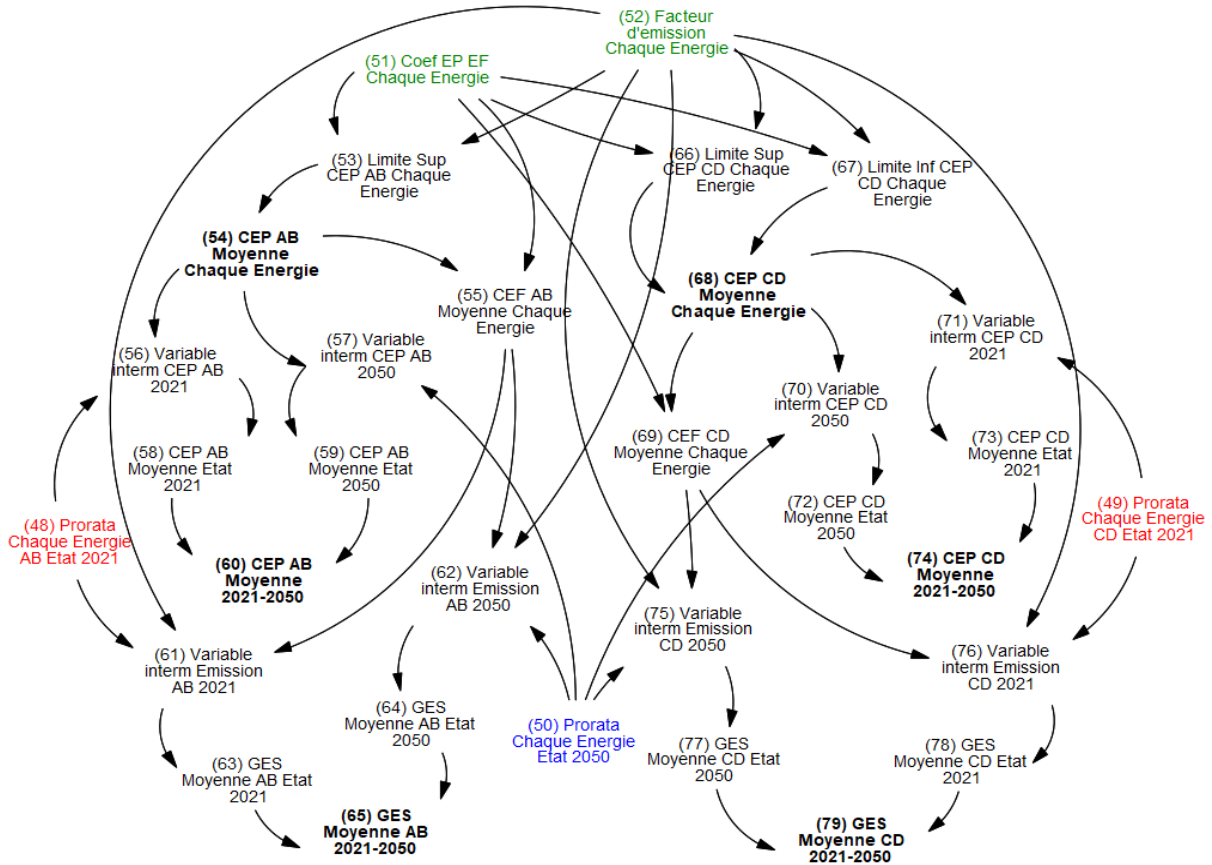 (52) Facteur
d'emission
Chaque Energie
(51) Coef EP EF
Chaque Energie
(53) Limite Sup
CEP AB Chaque
Energie
(66) Limite Sup
CEP CD Chaque
Energie
(67) Limite Inf CEP
CD Chaque
Energie
(54) CEP AB
Moyenne
Chaque Energie
(55) CEF AB
Moyenne Chaque
Energie
(68) CEP CD
Moyenne
Chaque Energie
(56) Variable
interm CEP AB
2021
(57) Variable
interm CEP AB
2050
(71) Variable
interm CEP CD
2021
(70) Variable
interm CEP CD
2050
(58) CEP AB
Moyenne Etat
2021
(59) CEP AB
Moyenne Etat
2050
(69) CEF CD
Moyenne Chaque
Energie
(73) CEP CD
Moyenne Etat
2021
(72) CEP CD
Moyenne Etat
2050
(48) Prorata
Chaque Energie
AB Etat 2021
(49) Prorata
Chaque Energie
CD Etat 2021
(60) CEP AB
Moyenne
2021-2050
(74) CEP CD
Moyenne
2021-2050
(62) Variable
interm Emission
AB 2050
(75) Variable
interm Emission
CD 2050
(61) Variable
interm Emission
AB 2021
(76) Variable
interm Emission
CD 2021
(64) GES
Moyenne AB Etat
2050
(50) Prorata
Chaque Energie
Etat 2050
(77) GES
Moyenne CD Etat
2050
(78) GES
Moyenne CD Etat
2021
(63) GES
Moyenne AB Etat
2021
(65) GES
Moyenne AB
2021-2050
(79) GES
Moyenne CD
2021-2050